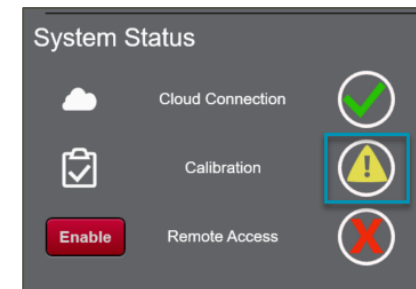 System Status
Cloud Connection
Calibration
Enable Remote Access